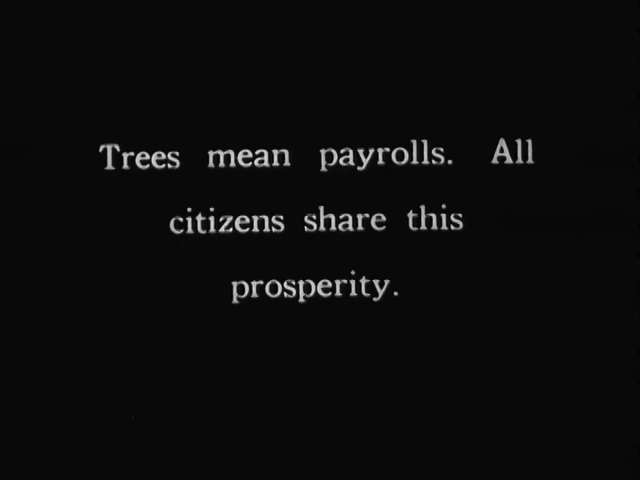 Trees mean payrolls. All
citizens share this
prosperity.